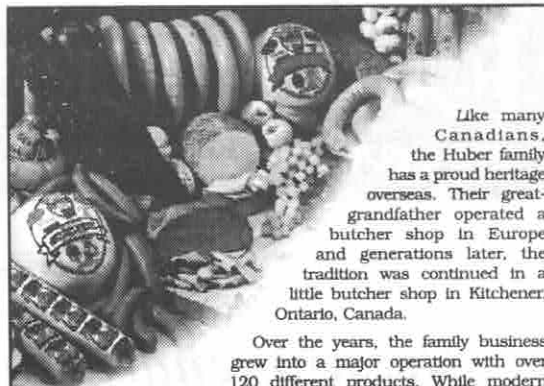 Like many
Canadians,
the Huber family
has a proud heritage
overseas. Their great-
grandfather operated a
butcher shop in Europe
and generations later, the
tradition was continued in a
little butcher shop in Kitchener,
Ontario, Canada.
Over the years, the family business
grew into a major operation with over
120 different products. While modern